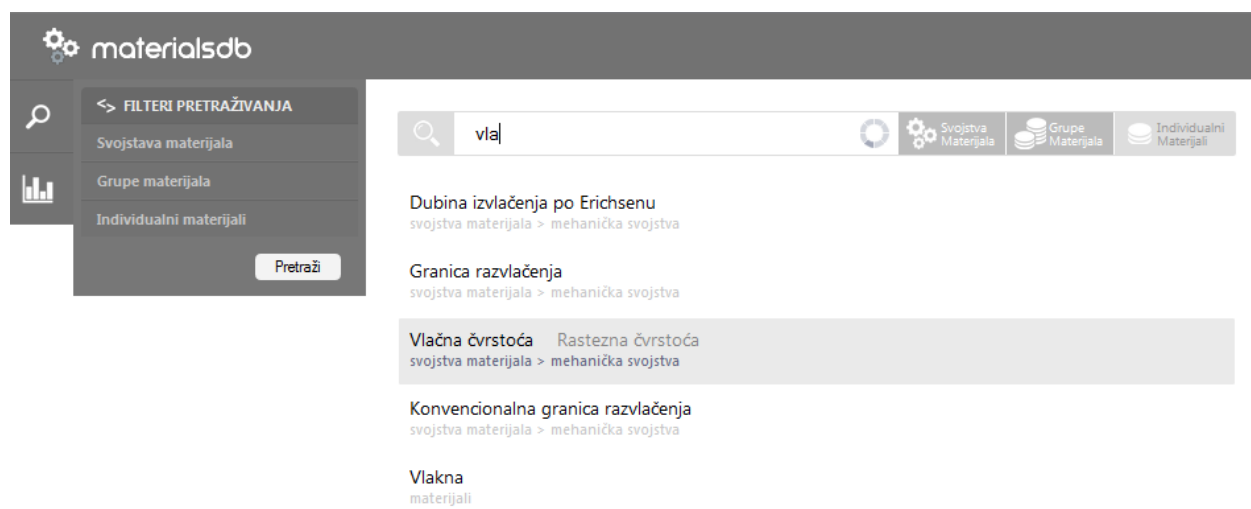 materialsdb
<> FILTERI PRETRAŽIVANJA
Svojstava materijala
Grupe materijala
Individualni materijali
Pretraži
vla
Svojstva
Materijala
Grupe
Materijala
Individualni
Materijali
Dubina izvlačenja po Erichsenu
svojstva materijala > mehanička svojstva
Granica razvlačenja
svojstva materijala > mehanička svojstva
Vlačna čvrstoća Rastezna čvrstoća
svojstva materijala > mehanička svojstva
Konvencionalna granica razvlačenja
svojstva materijala > mehanička svojstva
Vlakna
materijali